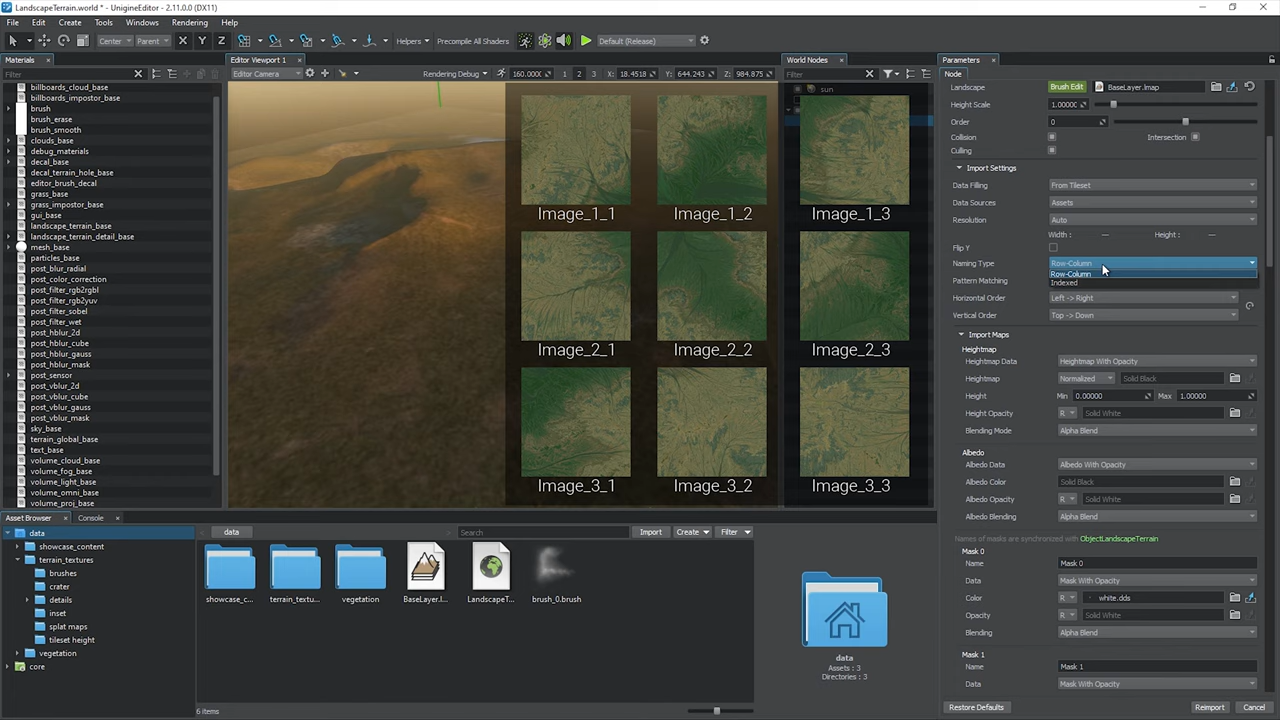 LandscapeTerrain.world * - UnigineEditor - 2.11.0.0 (DX11)
File Edit Create Tools Windows Rendering Help
Center Parent X Y Z Helpers Precompile All Shaders Default (Release)
Materials
Filter
billboards_cloud_base
billboards_impostor_base
brush
brush_erase
brush_smooth
clouds_base
debug_materials
decal_base
decal_terrain_hole_base
editor_brush_decal
grass_base
grass_impostor_base
gui_base
landscape_terrain_base
landscape_terrain_detail_base
mesh_base
particles_base
post_blur_radial
post_color_correction
post_filter_rgb2rgbl
post_filter_rgb2yuv
post_filter_sobel
post_filter_wet
post_hblur_2d
post_hblur_cube
post_hblur_gauss
post_hblur_mask
post_sensor
post_vblur_2d
post_vblur_cube
post_vblur_gauss
post_vblur_mask
sky_base
terrain_global_base
text_base
volume_cloud_base
volume_fog_base
volume_light_base
volume_omni_base
volume_proj_base
Editor Viewport 1
Editor Camera Rendering Debug 160.0000 1 2 3 X: 18.4518 Y: 644.243 Z: 984.875
Image_1_1 Image_1_2 Image_1_3
Image_2_1 Image_2_2 Image_2_3
Image_3_1 Image_3_2 Image_3_3
World Nodes
Filter
sun
Parameters
Node
Landscape Brush Edit BaseLayer.lmap
Height Scale 1.0000
Order 0
Collision Intersection
Culling
Import Settings
Data Filling From Tileset
Data Sources Assets
Resolution Auto
Width : — Height : —
Flip Y
Naming Type Row-Column
Row-Column
Pattern Matching Indexed
Horizontal Order Left -> Right
Vertical Order Top -> Down
Import Maps
Heightmap
Heightmap Data Heightmap With Opacity
Heightmap Normalized Solid Black
Height Min 0.00000 Max 1.00000
Height Opacity R Solid White
Blending Mode Alpha Blend
Albedo
Albedo Data Albedo With Opacity
Albedo Color Solid Black
Albedo Opacity R Solid White
Albedo Blending Alpha Blend
Names of masks are synchronized with ObjectLandscapeTerrain
Mask 0
Name Mask 0
Data Mask With Opacity
Color R white.dds
Opacity R Solid White
Blending Alpha Blend
Mask 1
Name Mask 1
Data Mask With Opacity
Restore Defaults Reimport Cancel
Asset Browser Console
data
showcase_content
terrain_textures
brushes
crater
details
inset
splat maps
tileset height
vegetation
core
data Search Import Create Filter
showcase_c... terrain_textu... vegetation BaseLayer.l... LandscapeT... brush_0.brush
data
Assets : 3
Directories : 3
6 items